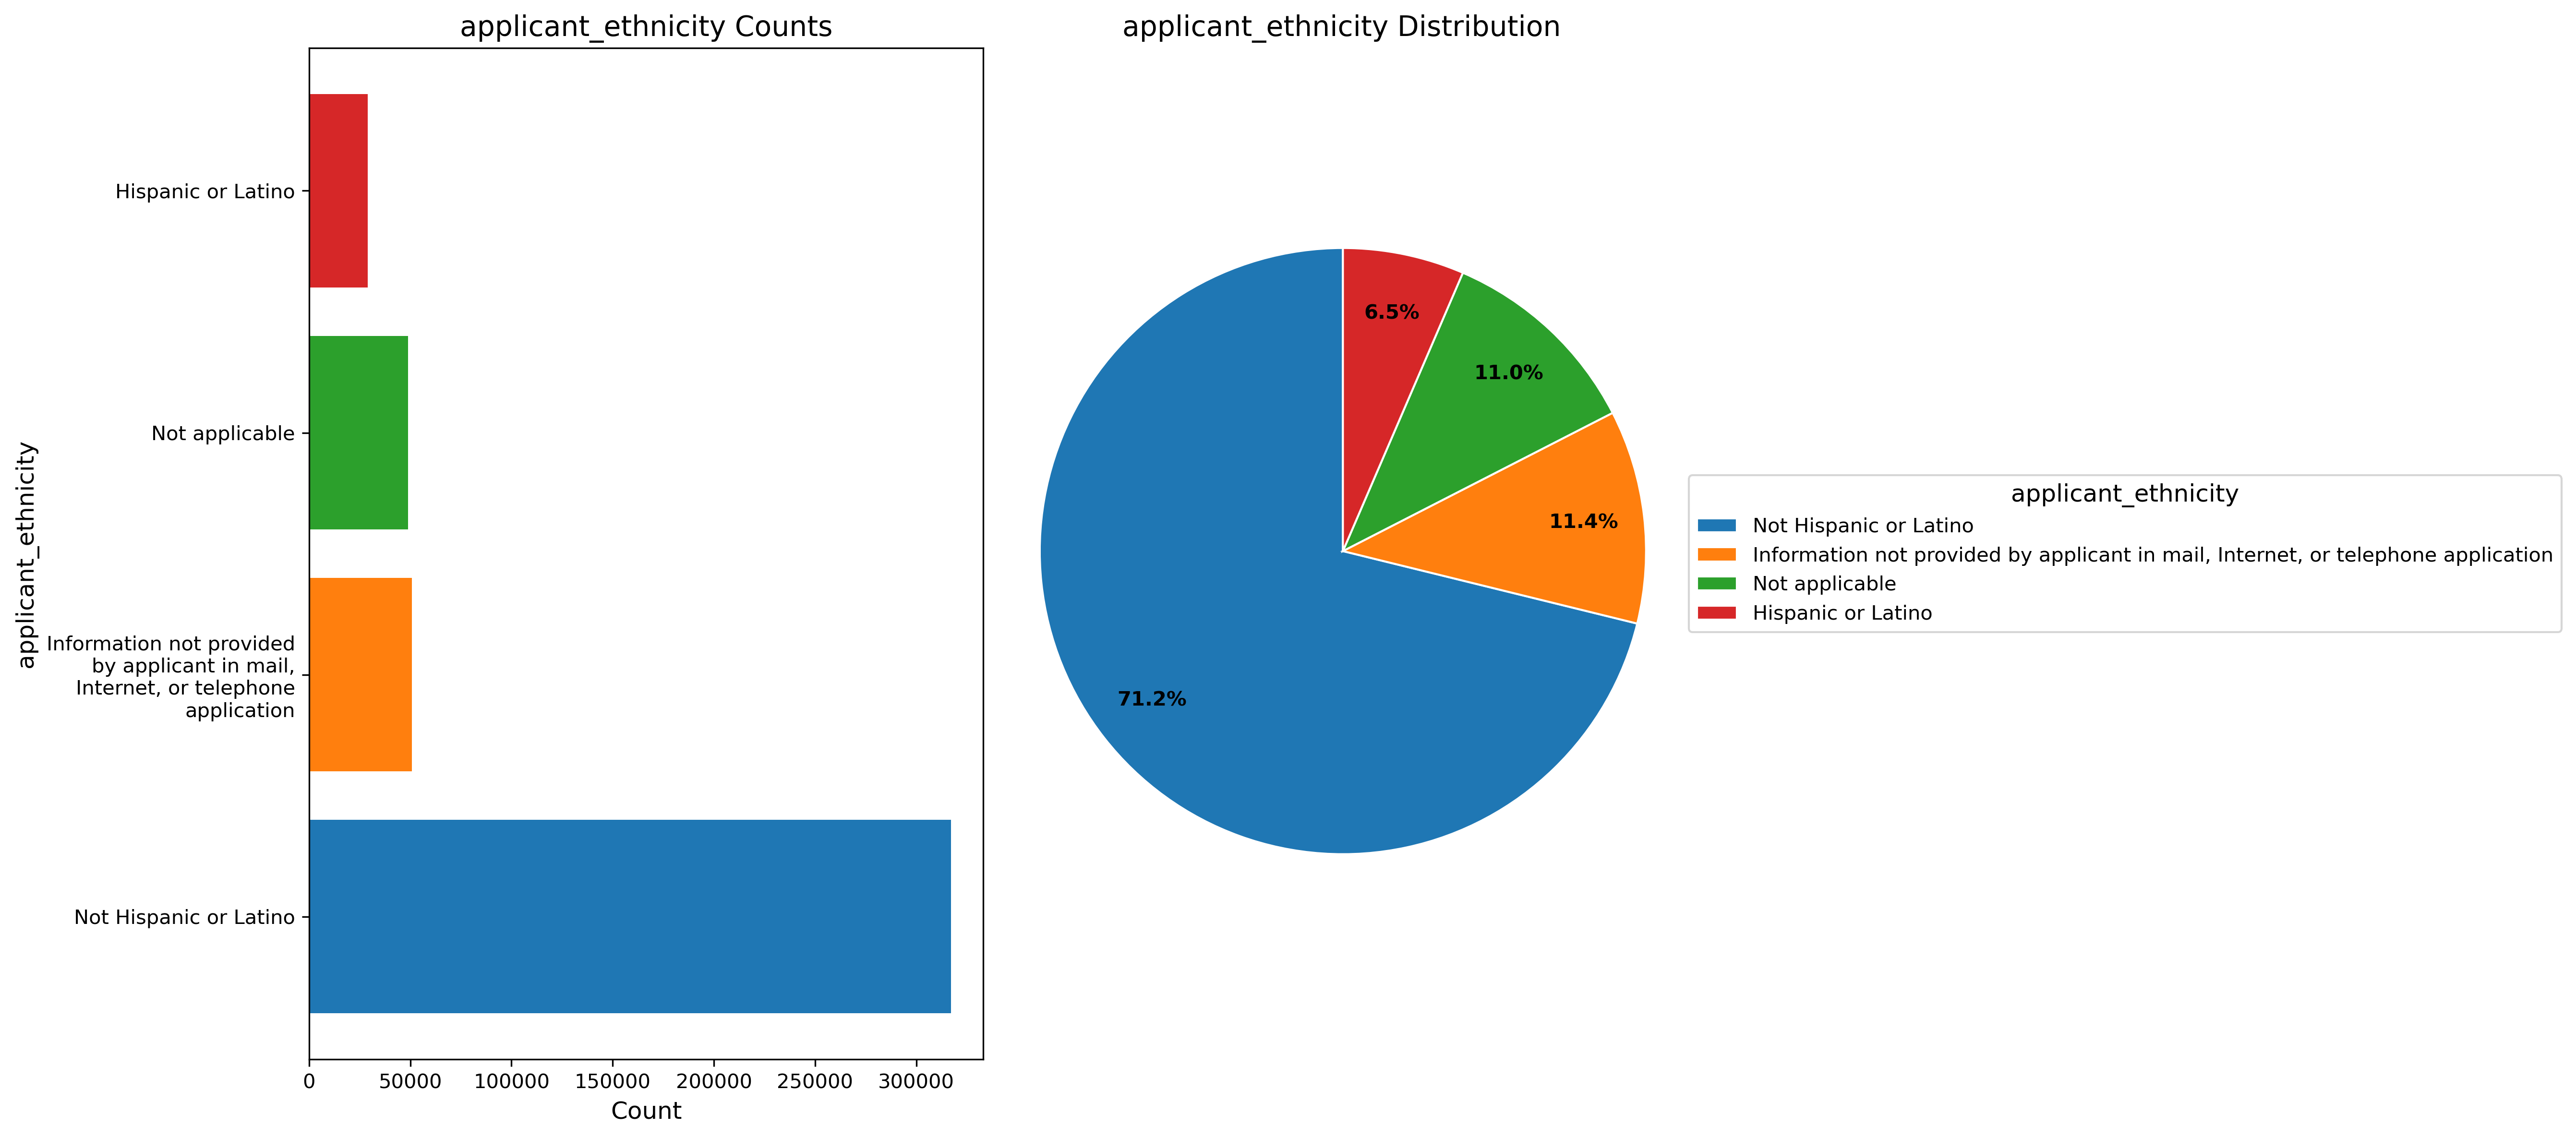 applicant_ethnicity Counts
applicant_ethnicity
Hispanic or Latino
Not applicable
Information not provided
by applicant in mail,
Internet, or telephone
application
Not Hispanic or Latino
0 50000 100000 150000 200000 250000 300000
Count
applicant_ethnicity Distribution
6.5%
11.0%
11.4%
71.2%
applicant_ethnicity
Not Hispanic or Latino
Information not provided by applicant in mail, Internet, or telephone application
Not applicable
Hispanic or Latino